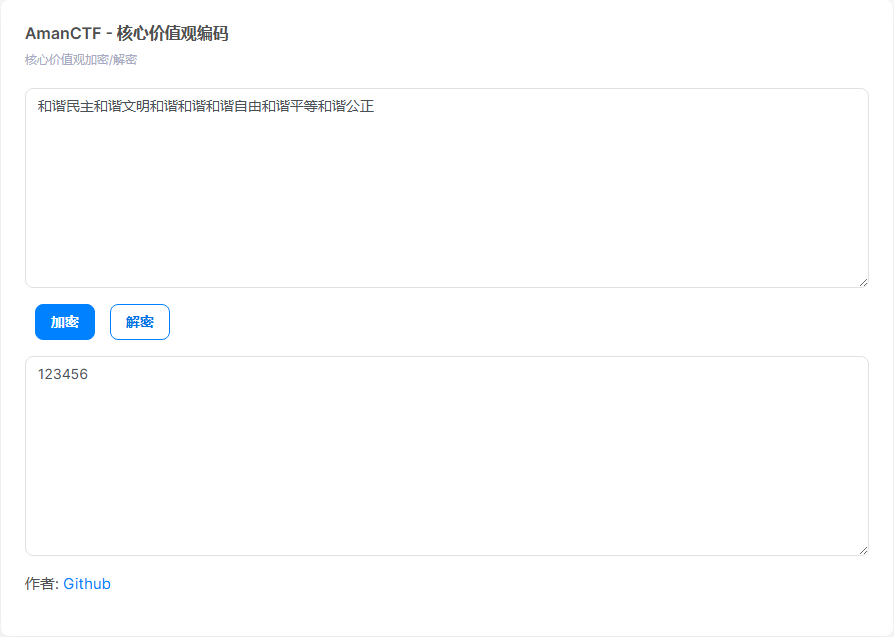 AmanCTF - 核心价值观编码
核心价值观加密/解密
和谐民主和谐文明和谐和谐和谐自由和谐平等和谐公正
加密 解密
123456
作者: Github